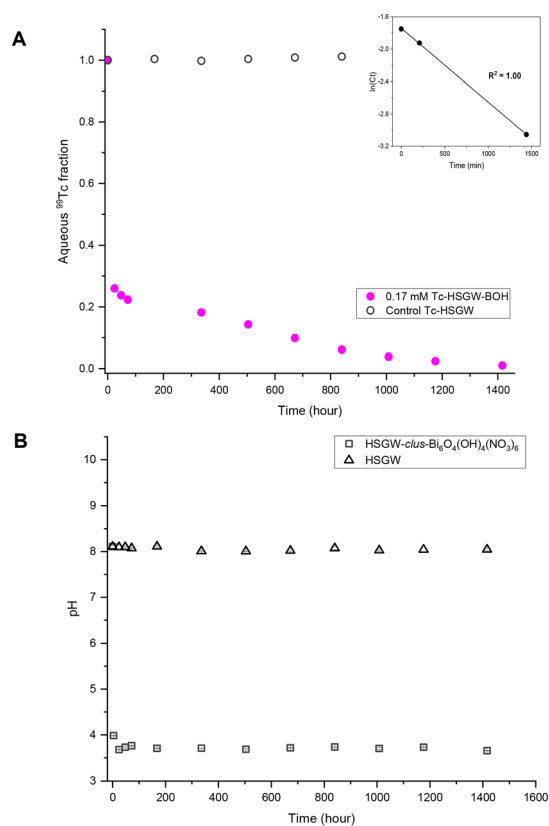 A
1.0
0.8
0.6
0.4
0.2
0.0
Aqueous ⁹⁹Tc fraction
0 200 400 600 800 1000 1200 1400
Time (hour)
0.17 mM Tc-HSGW-BOH
Control Tc-HSGW
-1.6
-2.0
-2.4
-2.8
-3.2
ln(Ct)
R² = 1.00
0 500 1000 1500
Time (min)
B
10
9
8
7
6
5
4
3
pH
HSGW-clus-Bi₆O₄(OH)₄(NO₃)₆
HSGW
0 200 400 600 800 1000 1200 1400 1600
Time (hour)